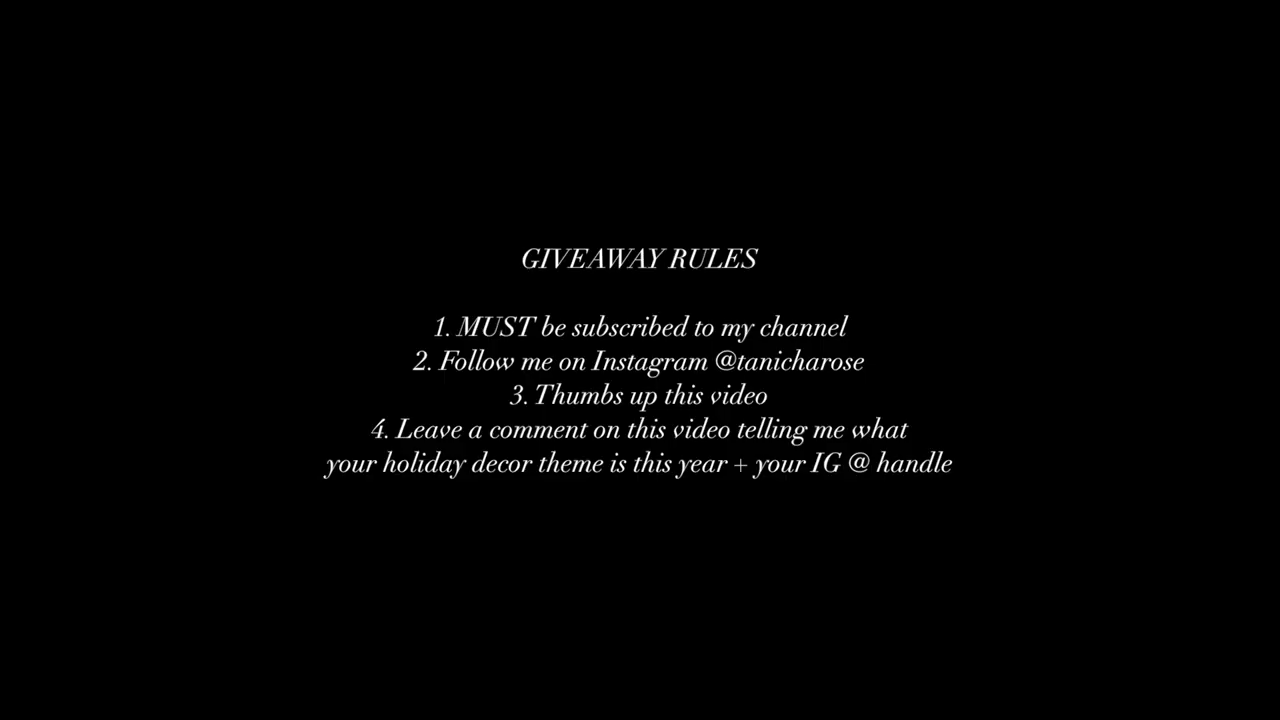 GIVEAWAY RULES
1. MUST be subscribed to my channel
2. Follow me on Instagram @tanicharose
3. Thumbs up this video
4. Leave a comment on this video telling me what
your holiday decor theme is this year + your IG @ handle